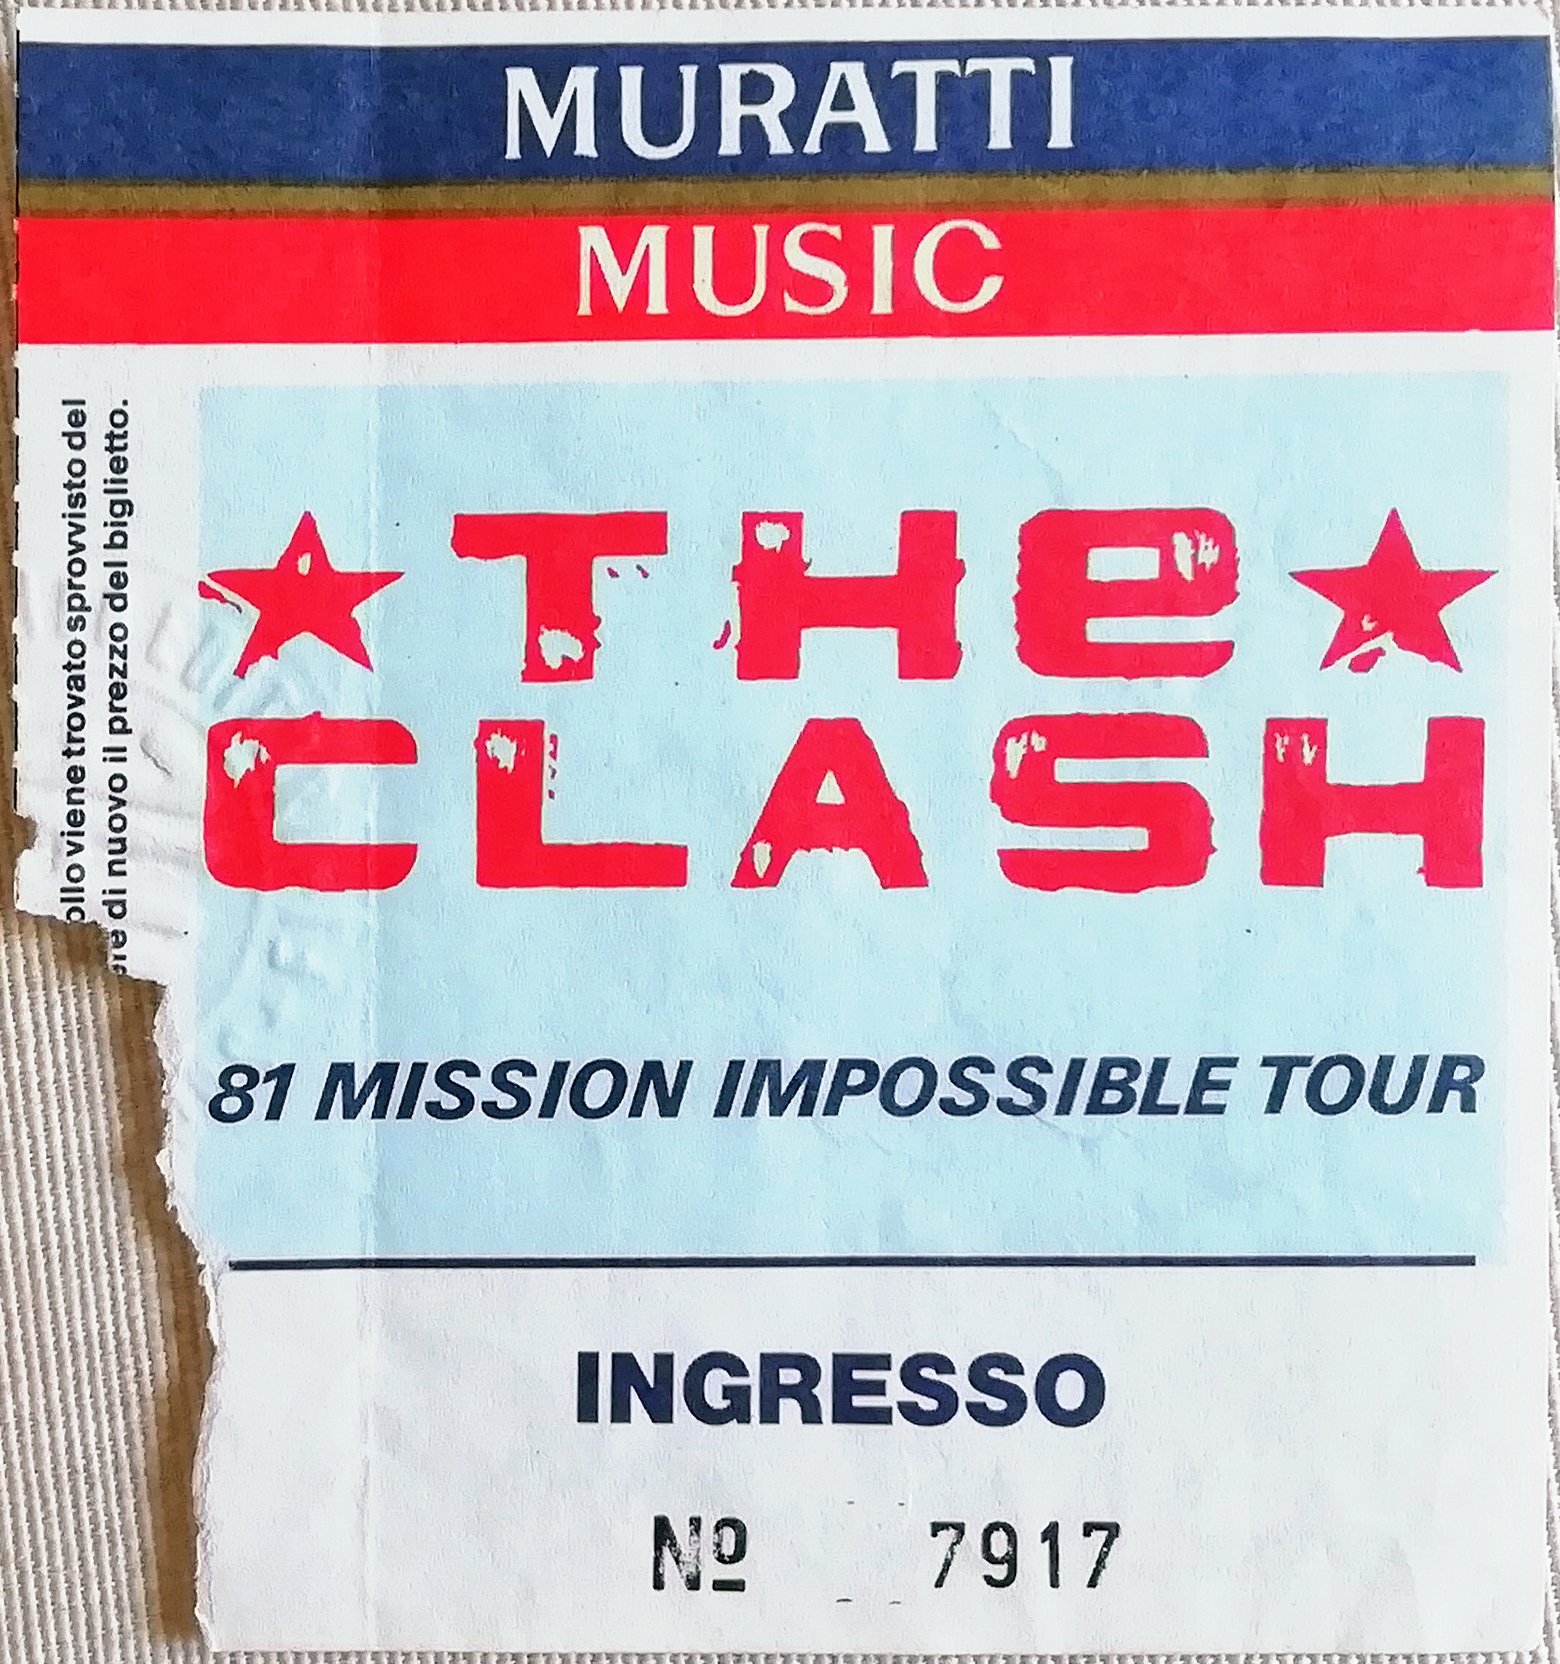 MURATTI
MUSIC
ollo viene trovato sprovvisto del
di nuovo il prezzo del biglietto.
THe
CLASH
81 MISSION IMPOSSIBLE TOUR
INGRESSO
Nº 7917